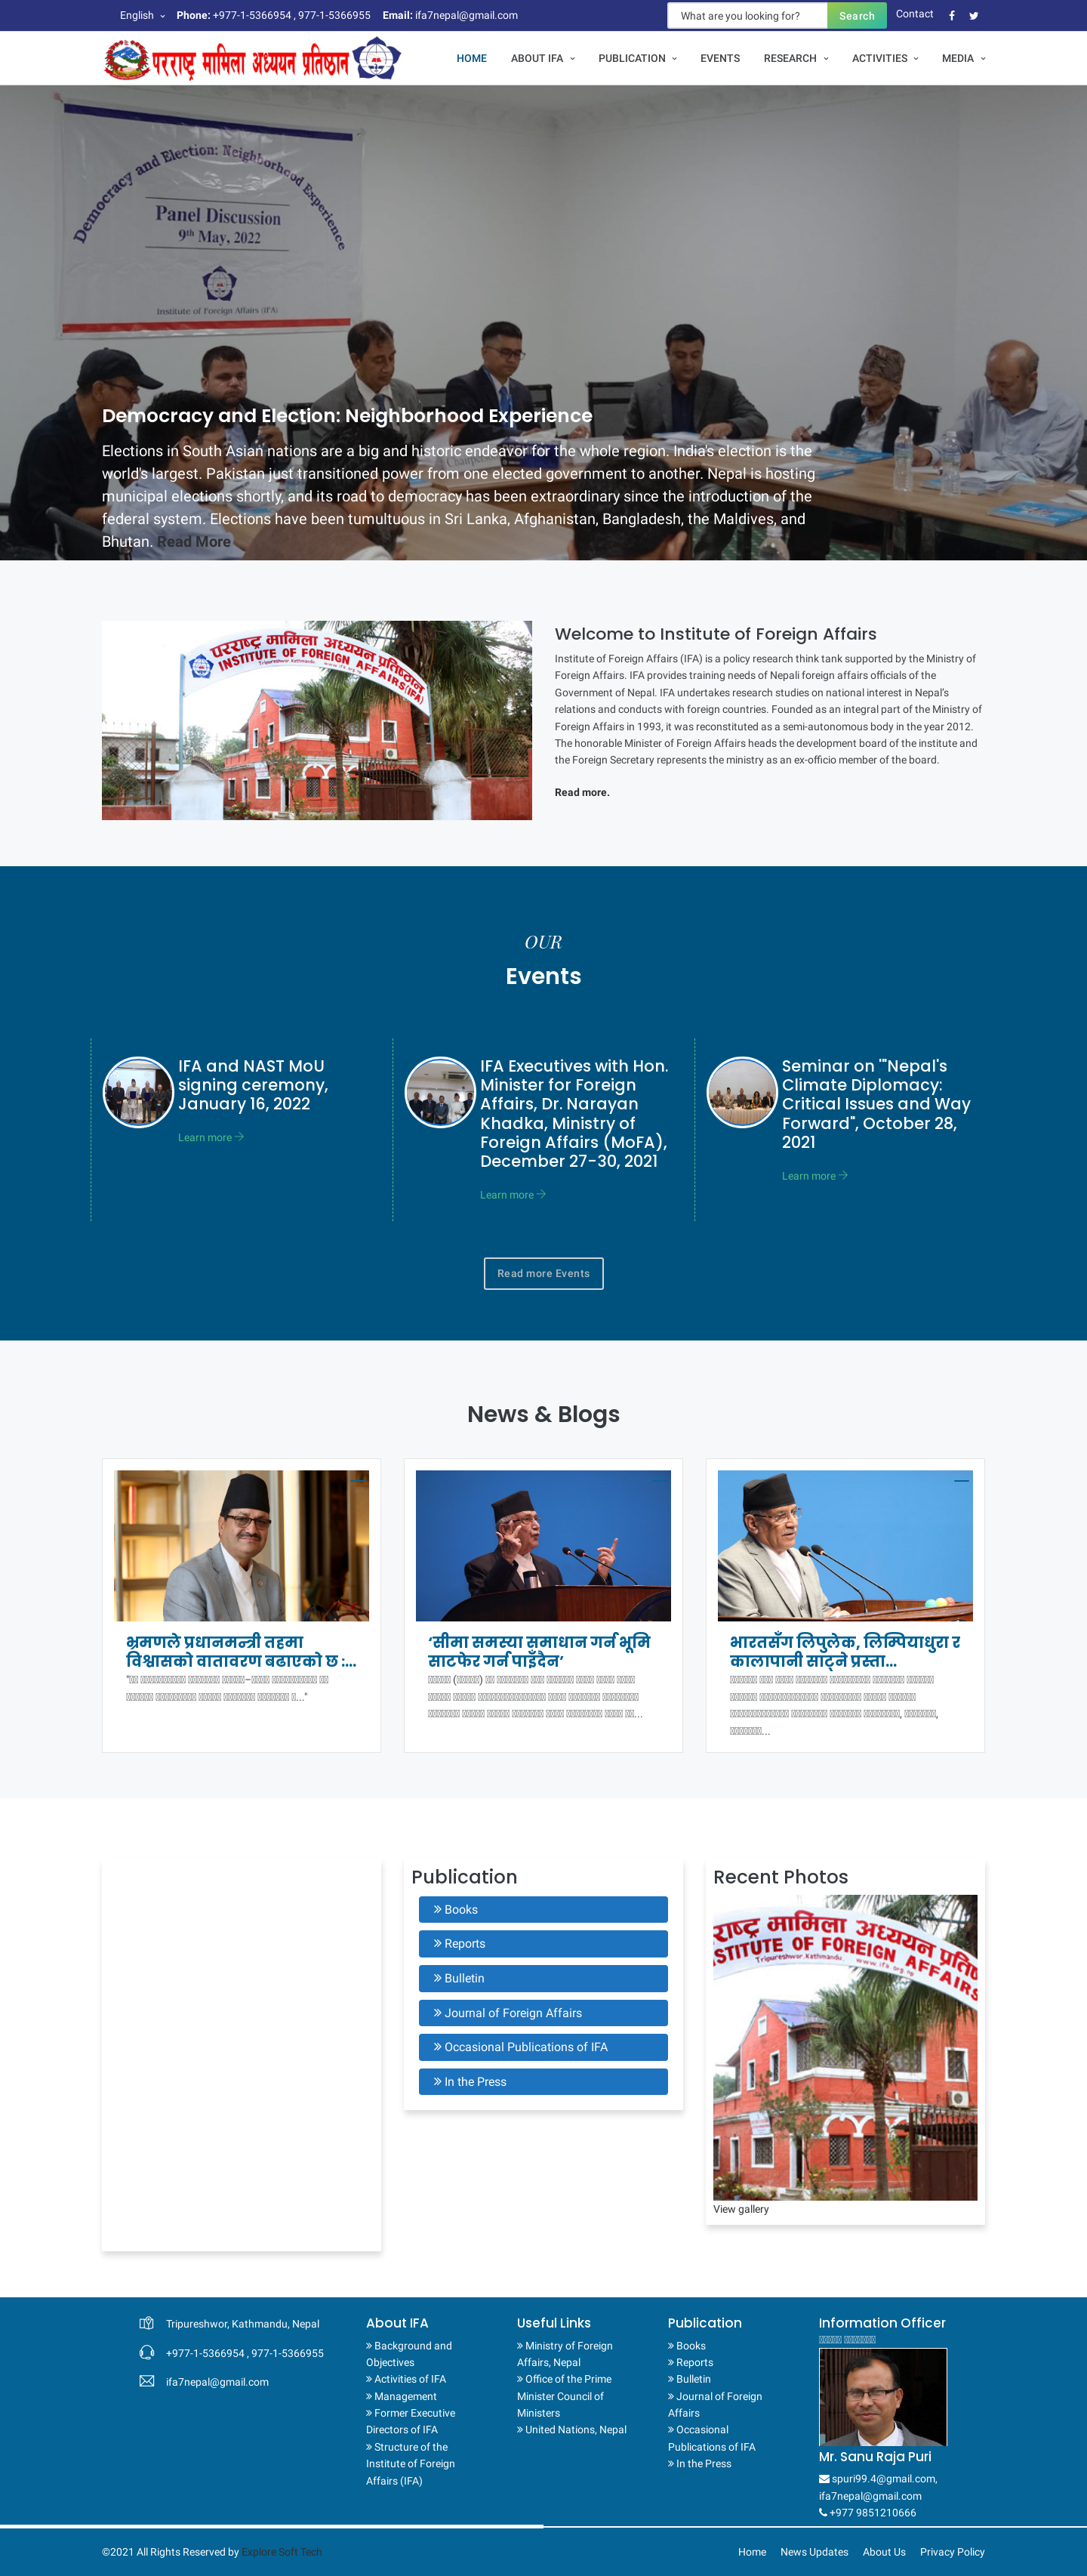 English Phone: +977-1-5366954 , 977-1-5366955 Email: ifa7nepal@gmail.com What are you looking for? Search Contact
परराष्ट्र मामिला अध्ययन प्रतिष्ठान
HOME ABOUT IFA PUBLICATION EVENTS RESEARCH ACTIVITIES MEDIA
Democracy and Election: Neighborhood Experience
Panel Discussion
9th May, 2022
Institute of Foreign Affairs (IFA)
Democracy and Election: Neighborhood Experience
Elections in South Asian nations are a big and historic endeavor for the whole region. India's election is the
world's largest. Pakistan just transitioned power from one elected government to another. Nepal is hosting
municipal elections shortly, and its road to democracy has been extraordinary since the introduction of the
federal system. Elections have been tumultuous in Sri Lanka, Afghanistan, Bangladesh, the Maldives, and
Bhutan. Read More
परराष्ट्र मामिला अध्ययन प्रतिष्ठान
INSTITUTE OF FOREIGN AFFAIRS (IFA)
Tripureshwor, Kathmandu
Welcome to Institute of Foreign Affairs
Institute of Foreign Affairs (IFA) is a policy research think tank supported by the Ministry of
Foreign Affairs. IFA provides training needs of Nepali foreign affairs officials of the
Government of Nepal. IFA undertakes research studies on national interest in Nepal's
relations and conducts with foreign countries. Founded as an integral part of the Ministry of
Foreign Affairs in 1993, it was reconstituted as a semi-autonomous body in the year 2012.
The honorable Minister of Foreign Affairs heads the development board of the institute and
the Foreign Secretary represents the ministry as an ex-officio member of the board.
Read more.
OUR
Events
IFA and NAST MoU
signing ceremony,
January 16, 2022
Learn more
IFA Executives with Hon.
Minister for Foreign
Affairs, Dr. Narayan
Khadka, Ministry of
Foreign Affairs (MoFA),
December 27-30, 2021
Learn more
Seminar on '"Nepal's
Climate Diplomacy:
Critical Issues and Way
Forward", October 28,
2021
Learn more
Read more Events
News & Blogs
भ्रमणले प्रधानमन्त्री तहमा
विश्वासको वातावरण बढाएको छ :...
‘सीमा समस्या समाधान गर्न भूमि
साटफेर गर्न पाइँदैन’
भारतसँग लिपुलेक, लिम्पियाधुरा र
कालापानी साट्ने प्रस्ता...
Publication
Books
Reports
Bulletin
Journal of Foreign Affairs
Occasional Publications of IFA
In the Press
Recent Photos
मामिला अध्ययन
INSTITUTE OF FOREIGN AFFAIRS
Tripureshwor, Kathmandu.
View gallery
Tripureshwor, Kathmandu, Nepal
+977-1-5366954 , 977-1-5366955
ifa7nepal@gmail.com
About IFA
Background and
Objectives
Activities of IFA
Management
Former Executive
Directors of IFA
Structure of the
Institute of Foreign
Affairs (IFA)
Useful Links
Ministry of Foreign
Affairs, Nepal
Office of the Prime
Minister Council of
Ministers
United Nations, Nepal
Publication
Books
Reports
Bulletin
Journal of Foreign
Affairs
Occasional
Publications of IFA
In the Press
Information Officer
Mr. Sanu Raja Puri
spuri99.4@gmail.com,
ifa7nepal@gmail.com
+977 9851210666
©2021 All Rights Reserved by Explore Soft Tech
Home News Updates About Us Privacy Policy